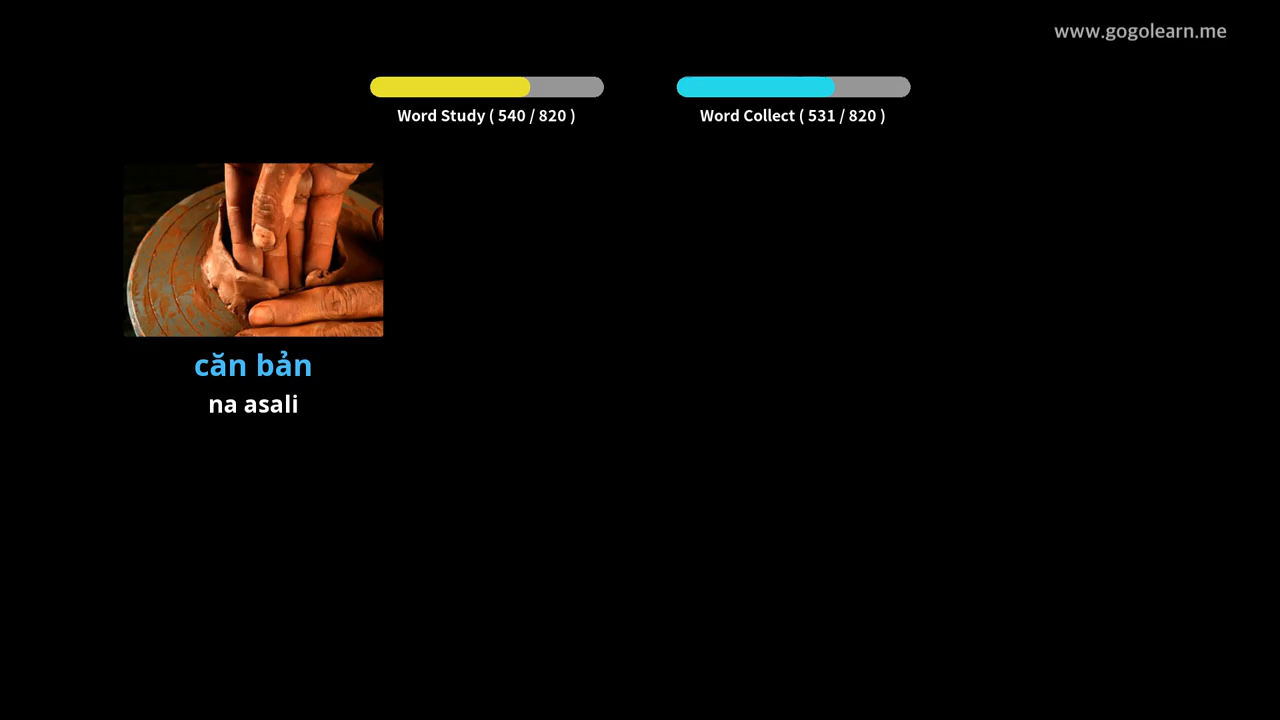 www.gogolearn.me
Word Study ( 540 / 820 )
Word Collect ( 531 / 820 )
căn bản
na asali